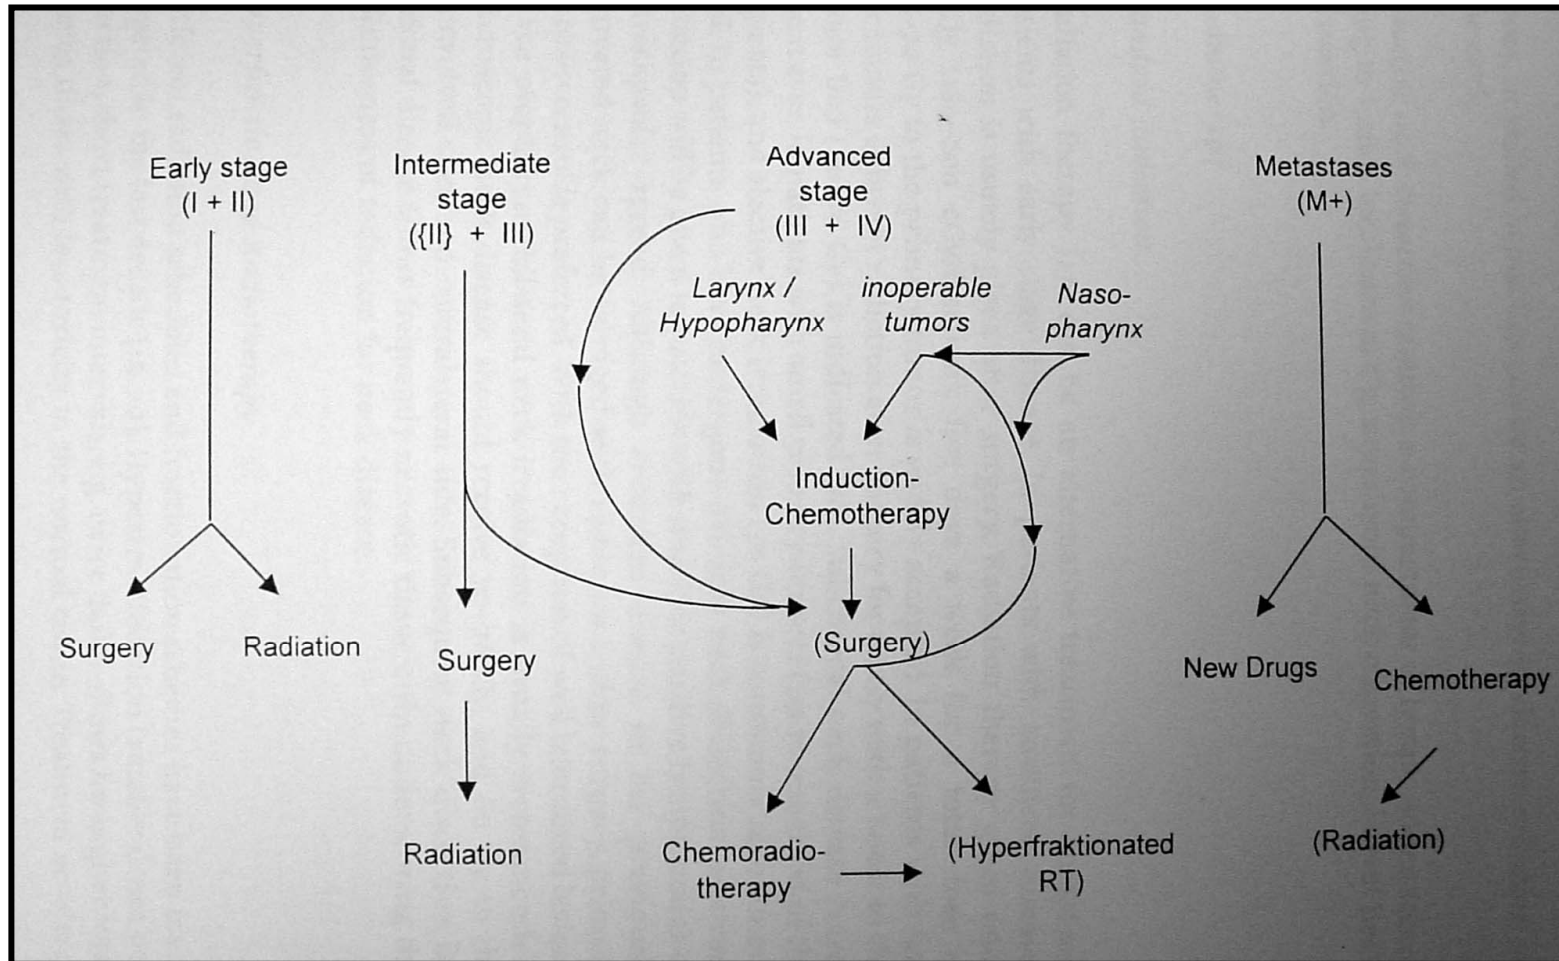 Early stage
(I + II)
Intermediate
stage
({II} + III)
Advanced
stage
(III + IV)
Metastases
(M+)
Larynx /
Hypopharynx
inoperable
tumors
Naso-
pharynx
Induction-
Chemotherapy
Surgery
Radiation
Surgery
(Surgery)
New Drugs
Chemotherapy
Radiation
Chemoradio-
therapy
(Hyperfraktionated
RT)
(Radiation)